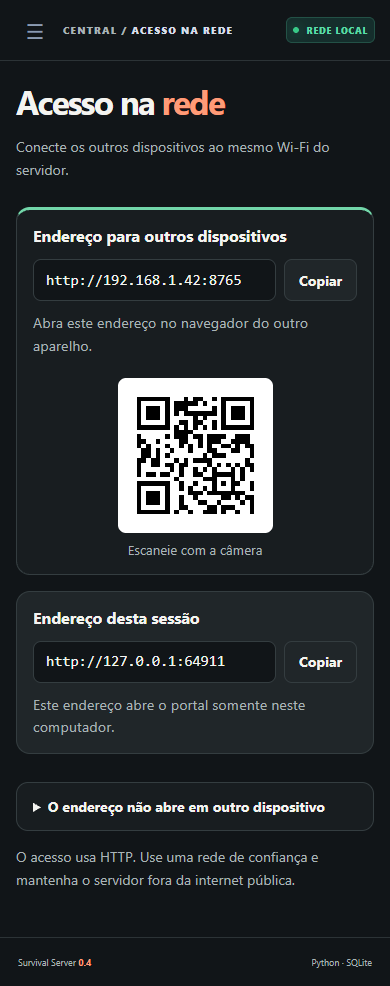 CENTRAL / ACESSO NA REDE
REDE LOCAL
Acesso na rede
Conecte os outros dispositivos ao mesmo Wi-Fi do
servidor.
Endereço para outros dispositivos
http://192.168.1.42:8765
Copiar
Abra este endereço no navegador do outro
aparelho.
Escaneie com a câmera
Endereço desta sessão
http://127.0.0.1:64911
Copiar
Este endereço abre o portal somente neste
computador.
O endereço não abre em outro dispositivo
O acesso usa HTTP. Use uma rede de confiança e
mantenha o servidor fora da internet pública.
Survival Server 0.4
Python · SQLite